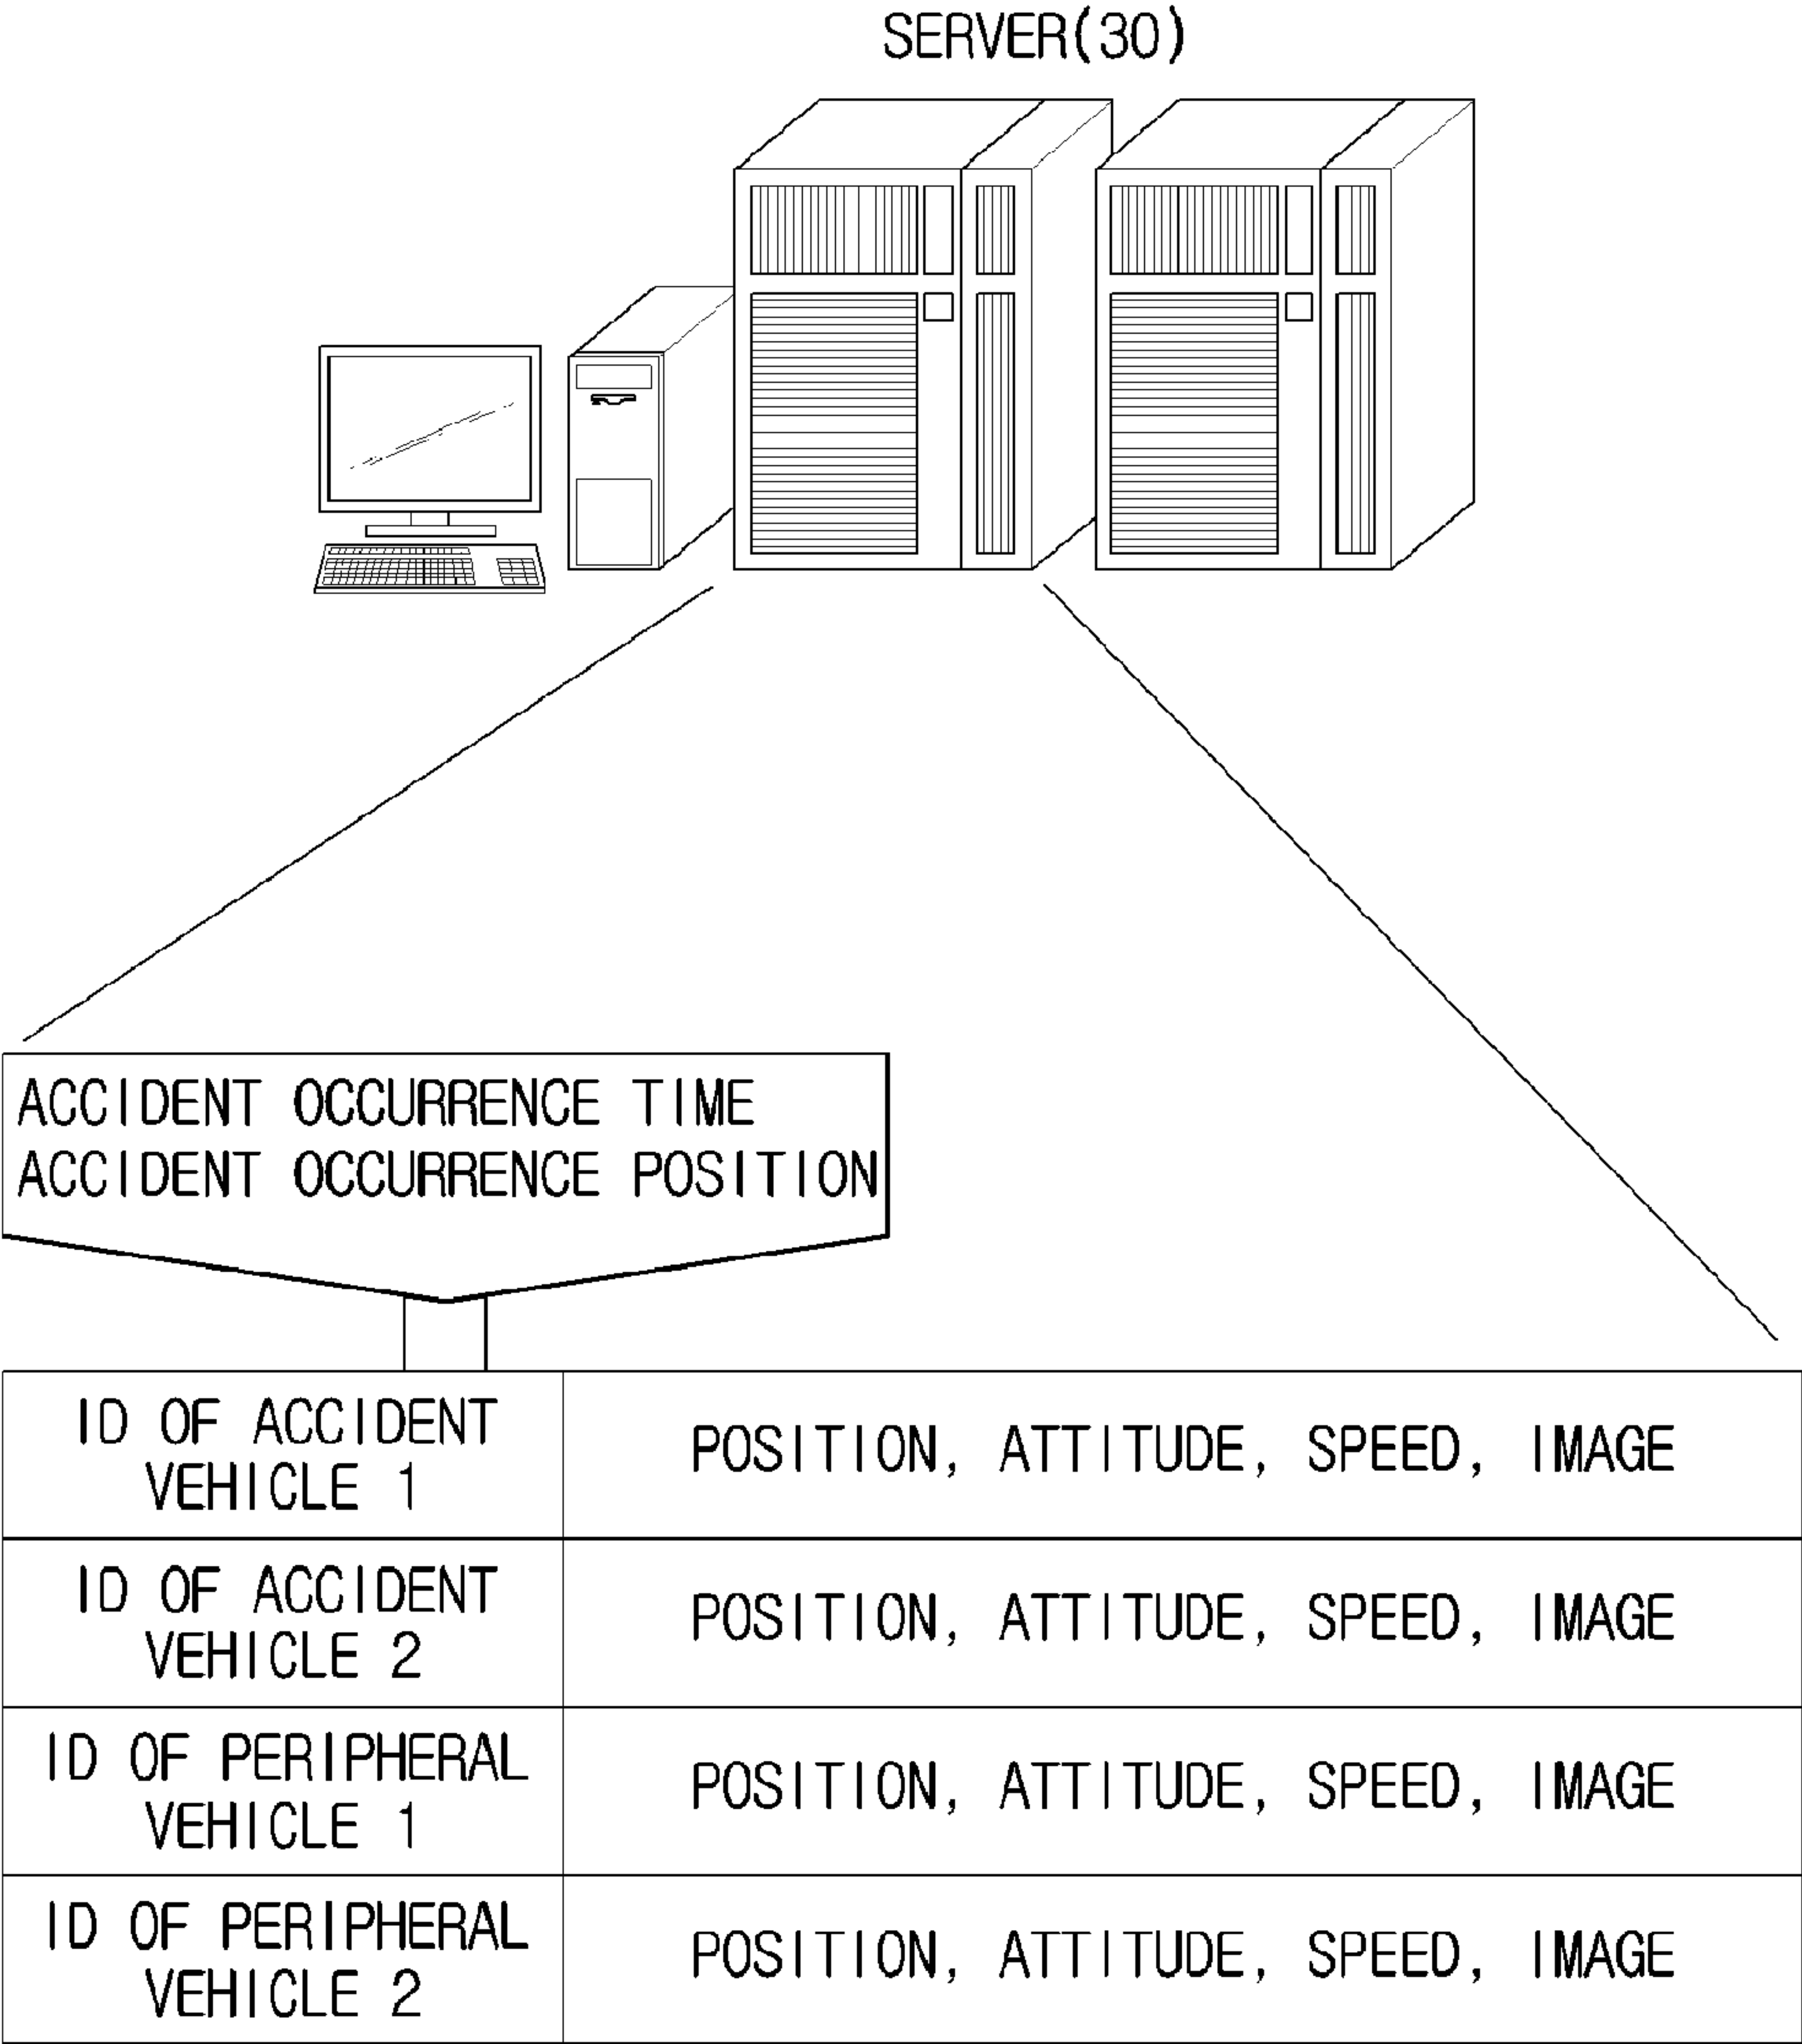 SERVER(30)
ACCIDENT OCCURRENCE TIME
ACCIDENT OCCURRENCE POSITION
ID OF ACCIDENT
VEHICLE 1
POSITION, ATTITUDE, SPEED, IMAGE
ID OF ACCIDENT
VEHICLE 2
POSITION, ATTITUDE, SPEED, IMAGE
ID OF PERIPHERAL
VEHICLE 1
POSITION, ATTITUDE, SPEED, IMAGE
ID OF PERIPHERAL
VEHICLE 2
POSITION, ATTITUDE, SPEED, IMAGE